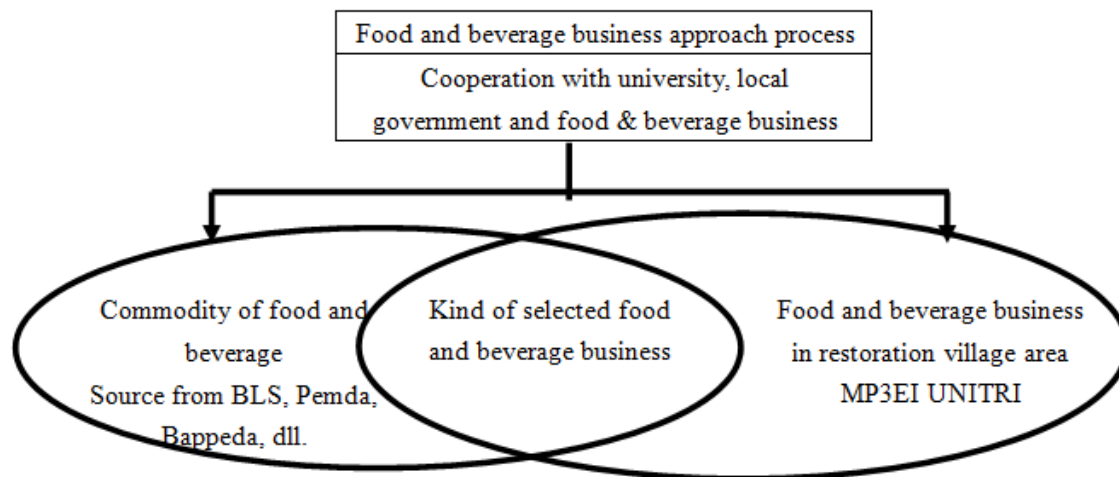 Food and beverage business approach process
Cooperation with university, local
government and food & beverage business
Commodity of food and
beverage
Source from BLS, Pemda,
Bappeda, dll.
Kind of selected food
and beverage business
Food and beverage business
in restoration village area
MP3EI UNITRI